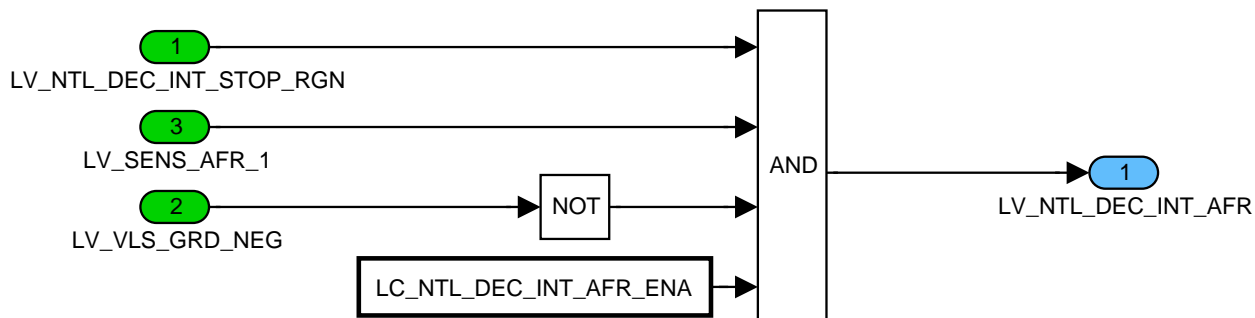 1
LV_NTL_DEC_INT_STOP_RGN
3
LV_SENS_AFR_1
AND
1
LV_NTL_DEC_INT_AFR
2
NOT
LV_VLS_GRD_NEG
LC_NTL_DEC_INT_AFR_ENA